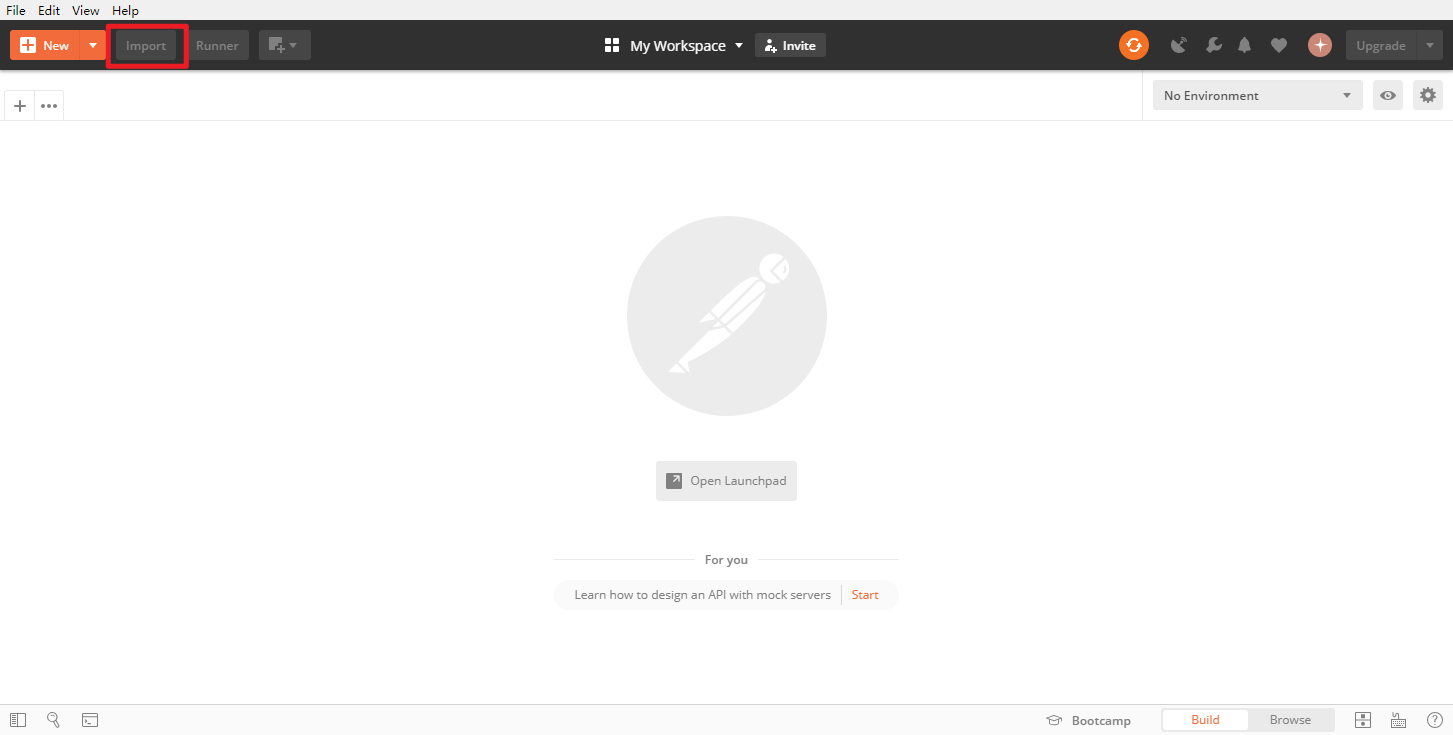 File Edit View Help
New Import Runner My Workspace Invite Upgrade
No Environment
Open Launchpad
For you
Learn how to design an API with mock servers Start
Bootcamp Build Browse